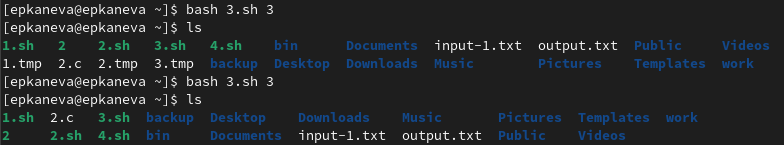 [epkaneva@epkaneva ~]$ bash 3.sh 3
[epkaneva@epkaneva ~]$ ls
1.sh 2 2.sh 3.sh 4.sh bin Documents input-1.txt output.txt Public Videos
1.tmp 2.c 2.tmp 3.tmp backup Desktop Downloads Music Pictures Templates work
[epkaneva@epkaneva ~]$ bash 3.sh 3
[epkaneva@epkaneva ~]$ ls
1.sh 2.c 3.sh backup Desktop Downloads Music Pictures Templates work
2 2.sh 4.sh bin Documents input-1.txt output.txt Public Videos